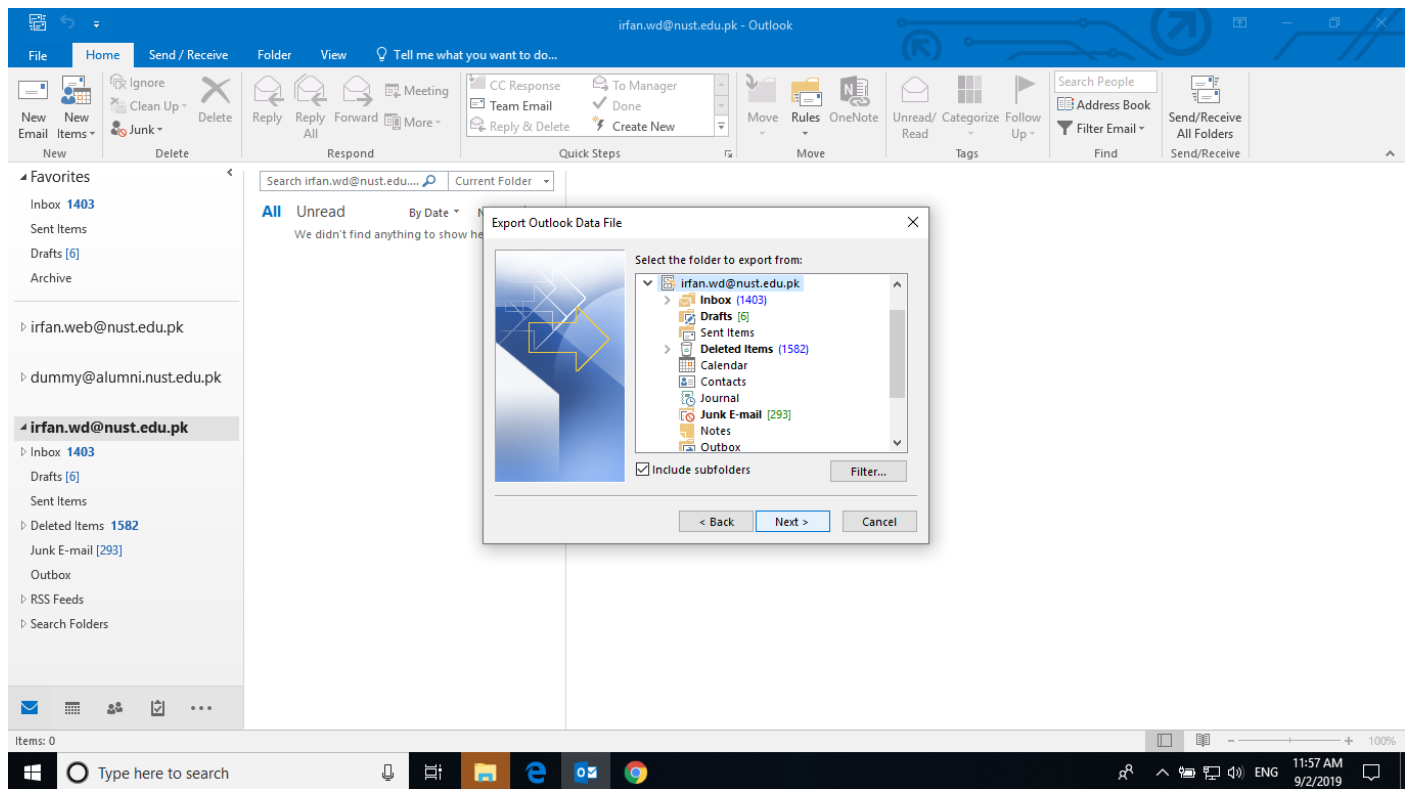 irfan.wd@nust.edu.pk - Outlook
File Home Send / Receive Folder View Tell me what you want to do...
New Email
New Items
Ignore
Clean Up
Junk
Delete
Reply
Reply All
Forward
Meeting
More
CC Response
Team Email
Reply & Delete
To Manager
Done
Create New
Move
Rules
OneNote
Unread/ Read
Categorize
Follow Up
Search People
Address Book
Filter Email
Send/Receive All Folders
New Delete Respond Quick Steps Move Tags Find Send/Receive
Favorites
Inbox 1403
Sent Items
Drafts [6]
Archive
irfan.web@nust.edu.pk
dummy@alumni.nust.edu.pk
irfan.wd@nust.edu.pk
Inbox 1403
Drafts [6]
Sent Items
Deleted Items 1582
Junk E-mail [293]
Outbox
RSS Feeds
Search Folders
Search irfan.wd@nust.edu.... Current Folder
All Unread By Date
We didn't find anything to show
Export Outlook Data File
Select the folder to export from:
irfan.wd@nust.edu.pk
Inbox (1403)
Drafts [6]
Sent Items
Deleted Items (1582)
Calendar
Contacts
Journal
Junk E-mail [293]
Notes
Outbox
Include subfolders
Filter...
< Back Next > Cancel
Items: 0
100%
Type here to search
ENG
11:57 AM
9/2/2019